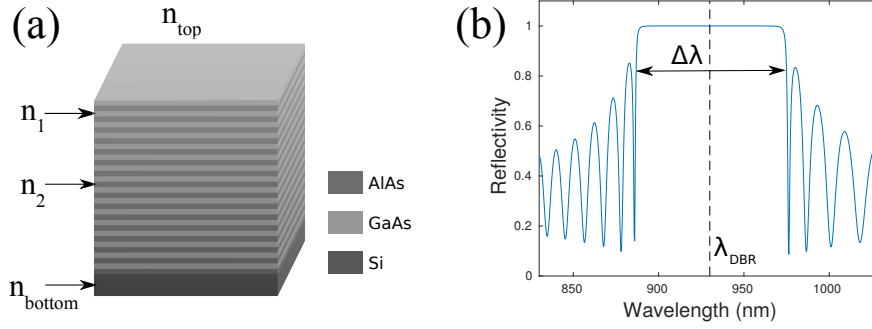 (a)
n_top
n_1
n_2
n_bottom
AlAs
GaAs
Si
(b)
Reflectivity
1
0.8
0.6
0.4
0.2
0
Δλ
λ_DBR
850
900
950
1000
Wavelength (nm)